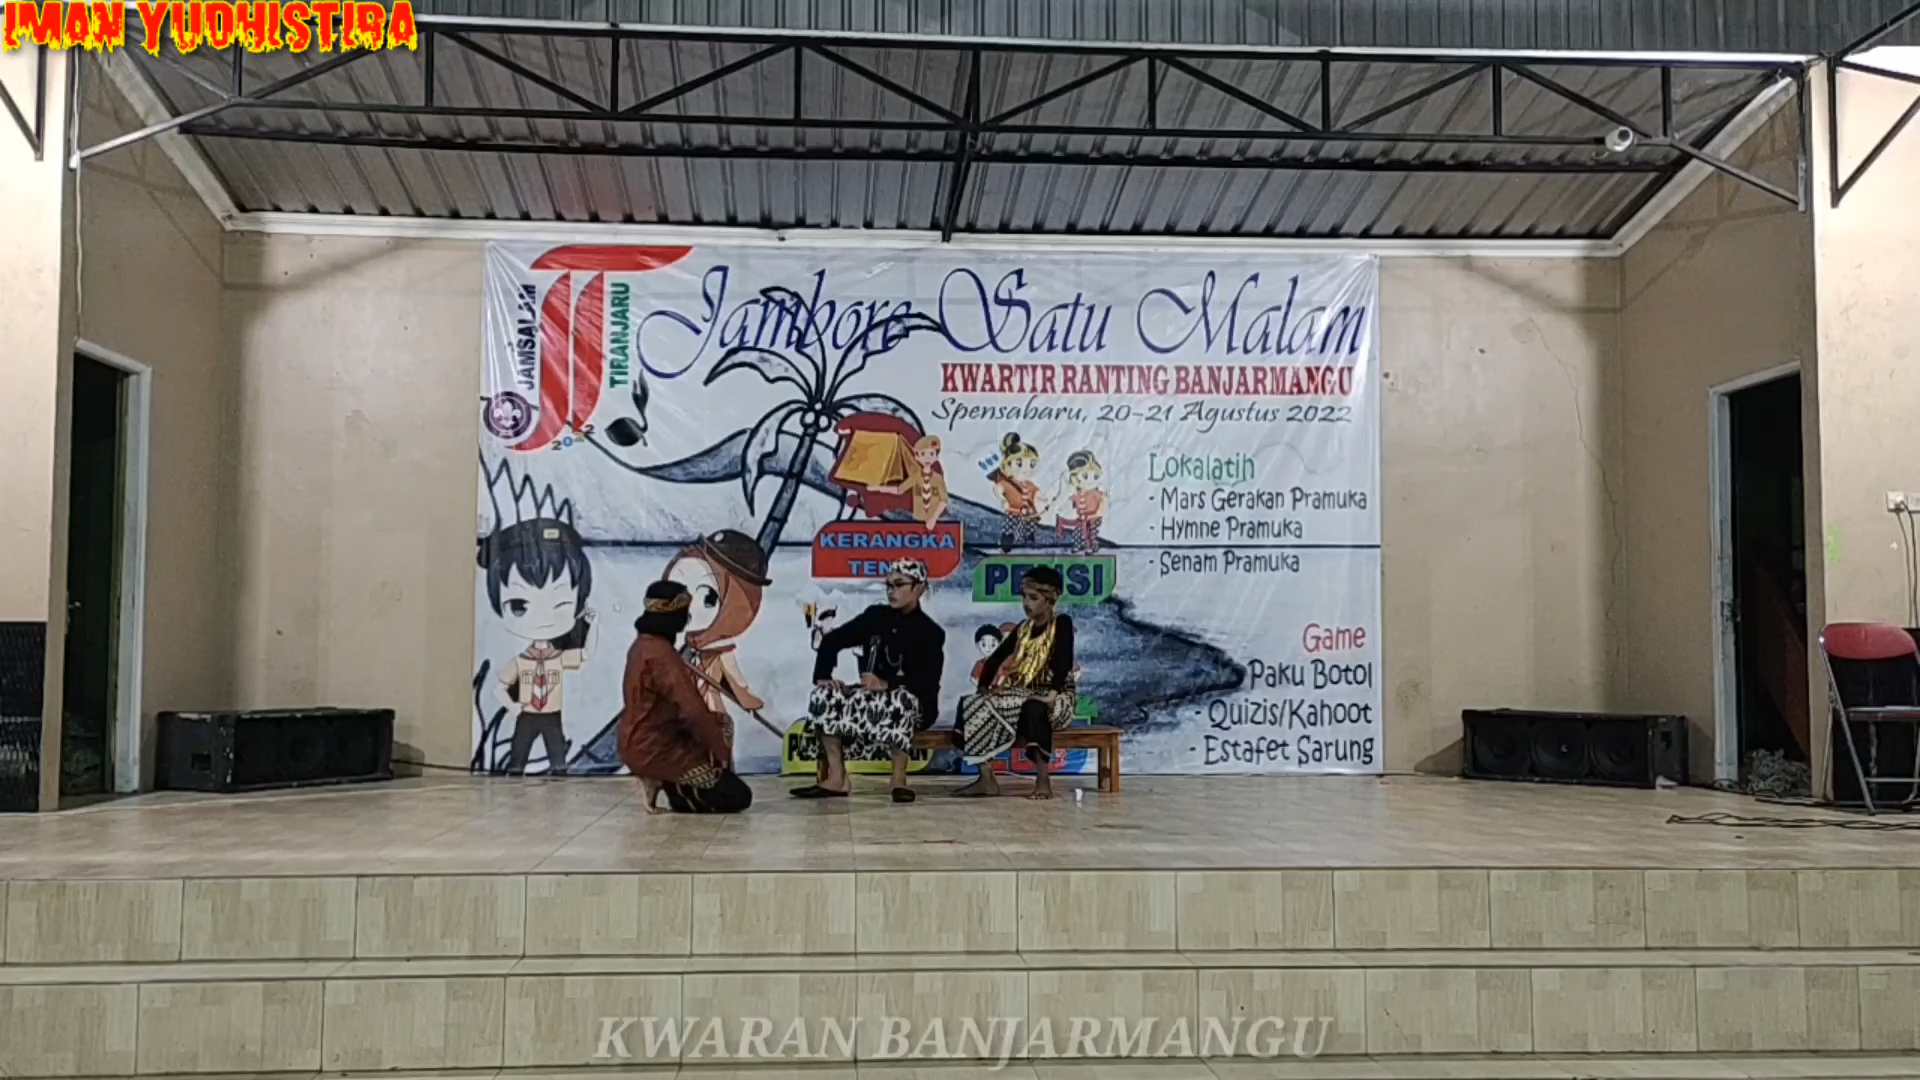 IMAN YUDHISTIRA
JAMSALAM
TIRANJARU
2022
Jambore Satu Malam
KWARTIR RANTING BANJARMANGU
Spensabaru, 20-21 Agustus 2022
Lokalatih
- Mars Gerakan Pramuka
- Hymne Pramuka
- Senam Pramuka
KERANGKA
PENSI
Game
Paku Botol
- Quizis/Kahoot
- Estafet Sarung
KWARAN BANJARMANGU